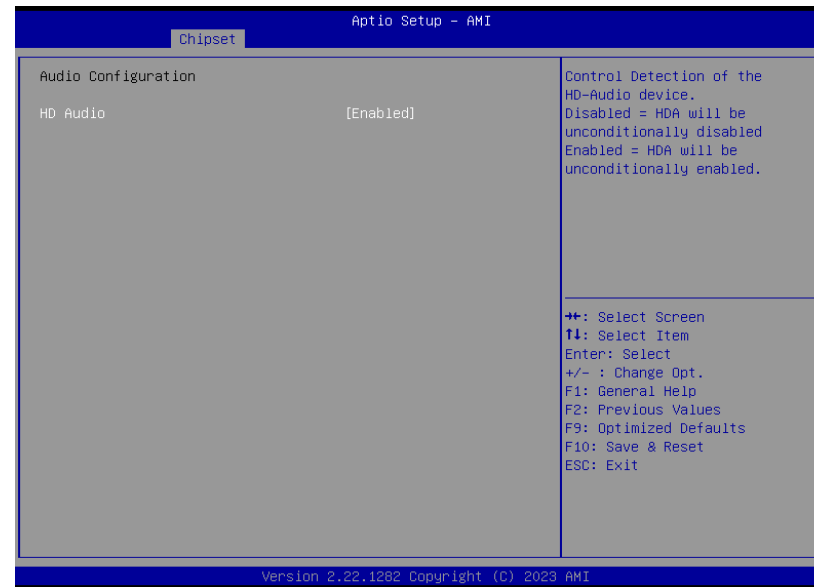 Aptio Setup – AMI
Chipset
Audio Configuration
HD Audio [Enabled]
Control Detection of the
HD-Audio device.
Disabled = HDA will be
unconditionally disabled
Enabled = HDA will be
unconditionally enabled.
→←: Select Screen
↑↓: Select Item
Enter: Select
+/- : Change Opt.
F1: General Help
F2: Previous Values
F9: Optimized Defaults
F10: Save & Reset
ESC: Exit
Version 2.22.1282 Copyright (C) 2023 AMI